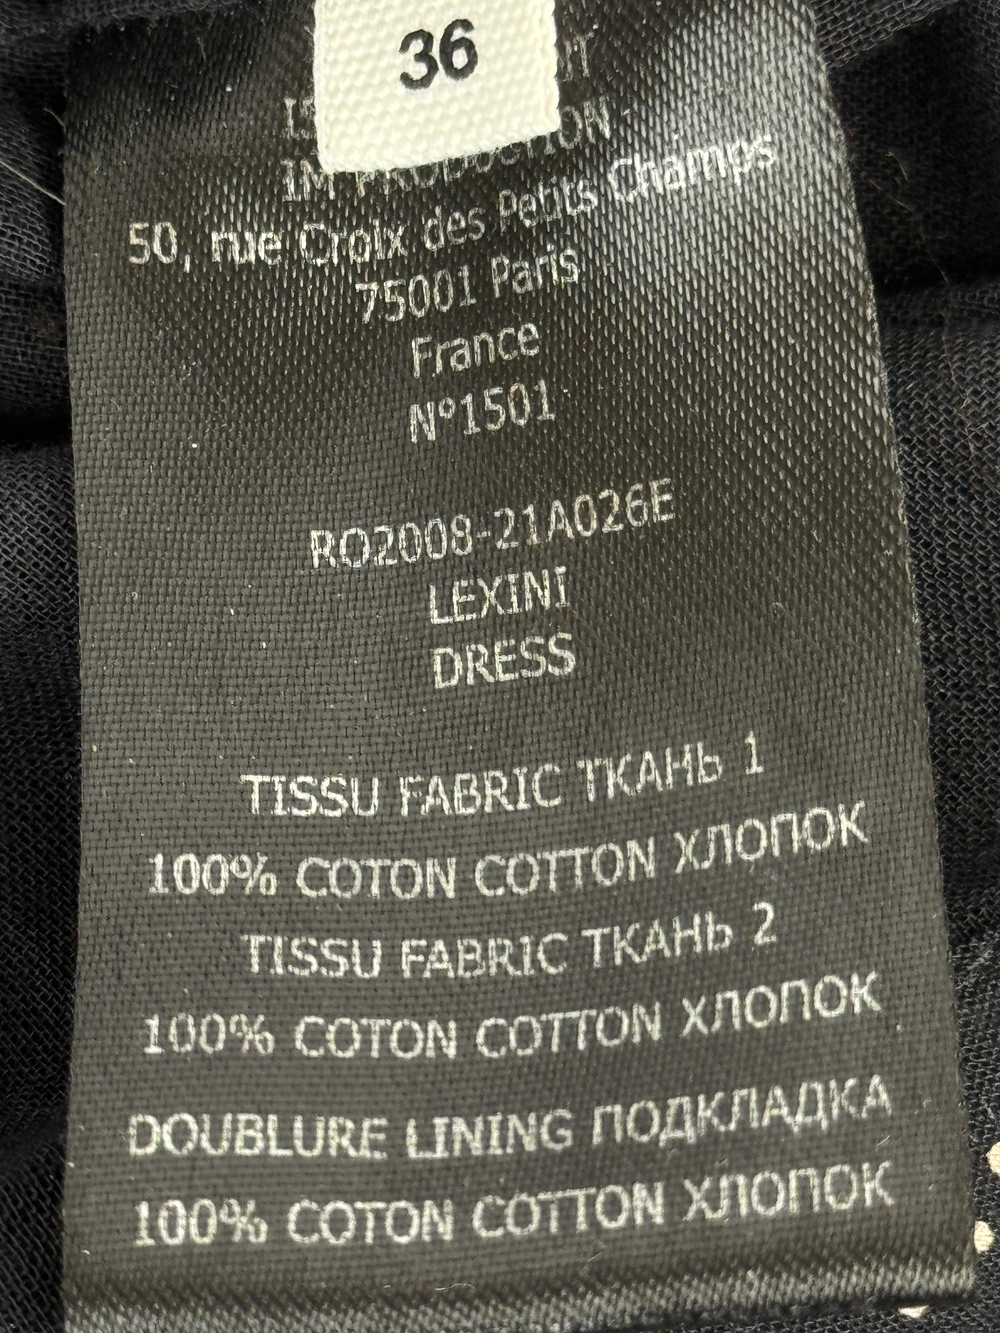 36
IM PRODUCTION
50, rue Croix des Petits Champs
75001 Paris
France
N°1501
RO2008-21A026E
LEXINI
DRESS
TISSU FABRIC ТКАНЬ 1
100% COTON COTTON ХЛОПОК
TISSU FABRIC ТКАНЬ 2
100% COTON COTTON ХЛОПОК
DOUBLURE LINING ПОДКЛАДКА
100% COTON COTTON ХЛОПОК